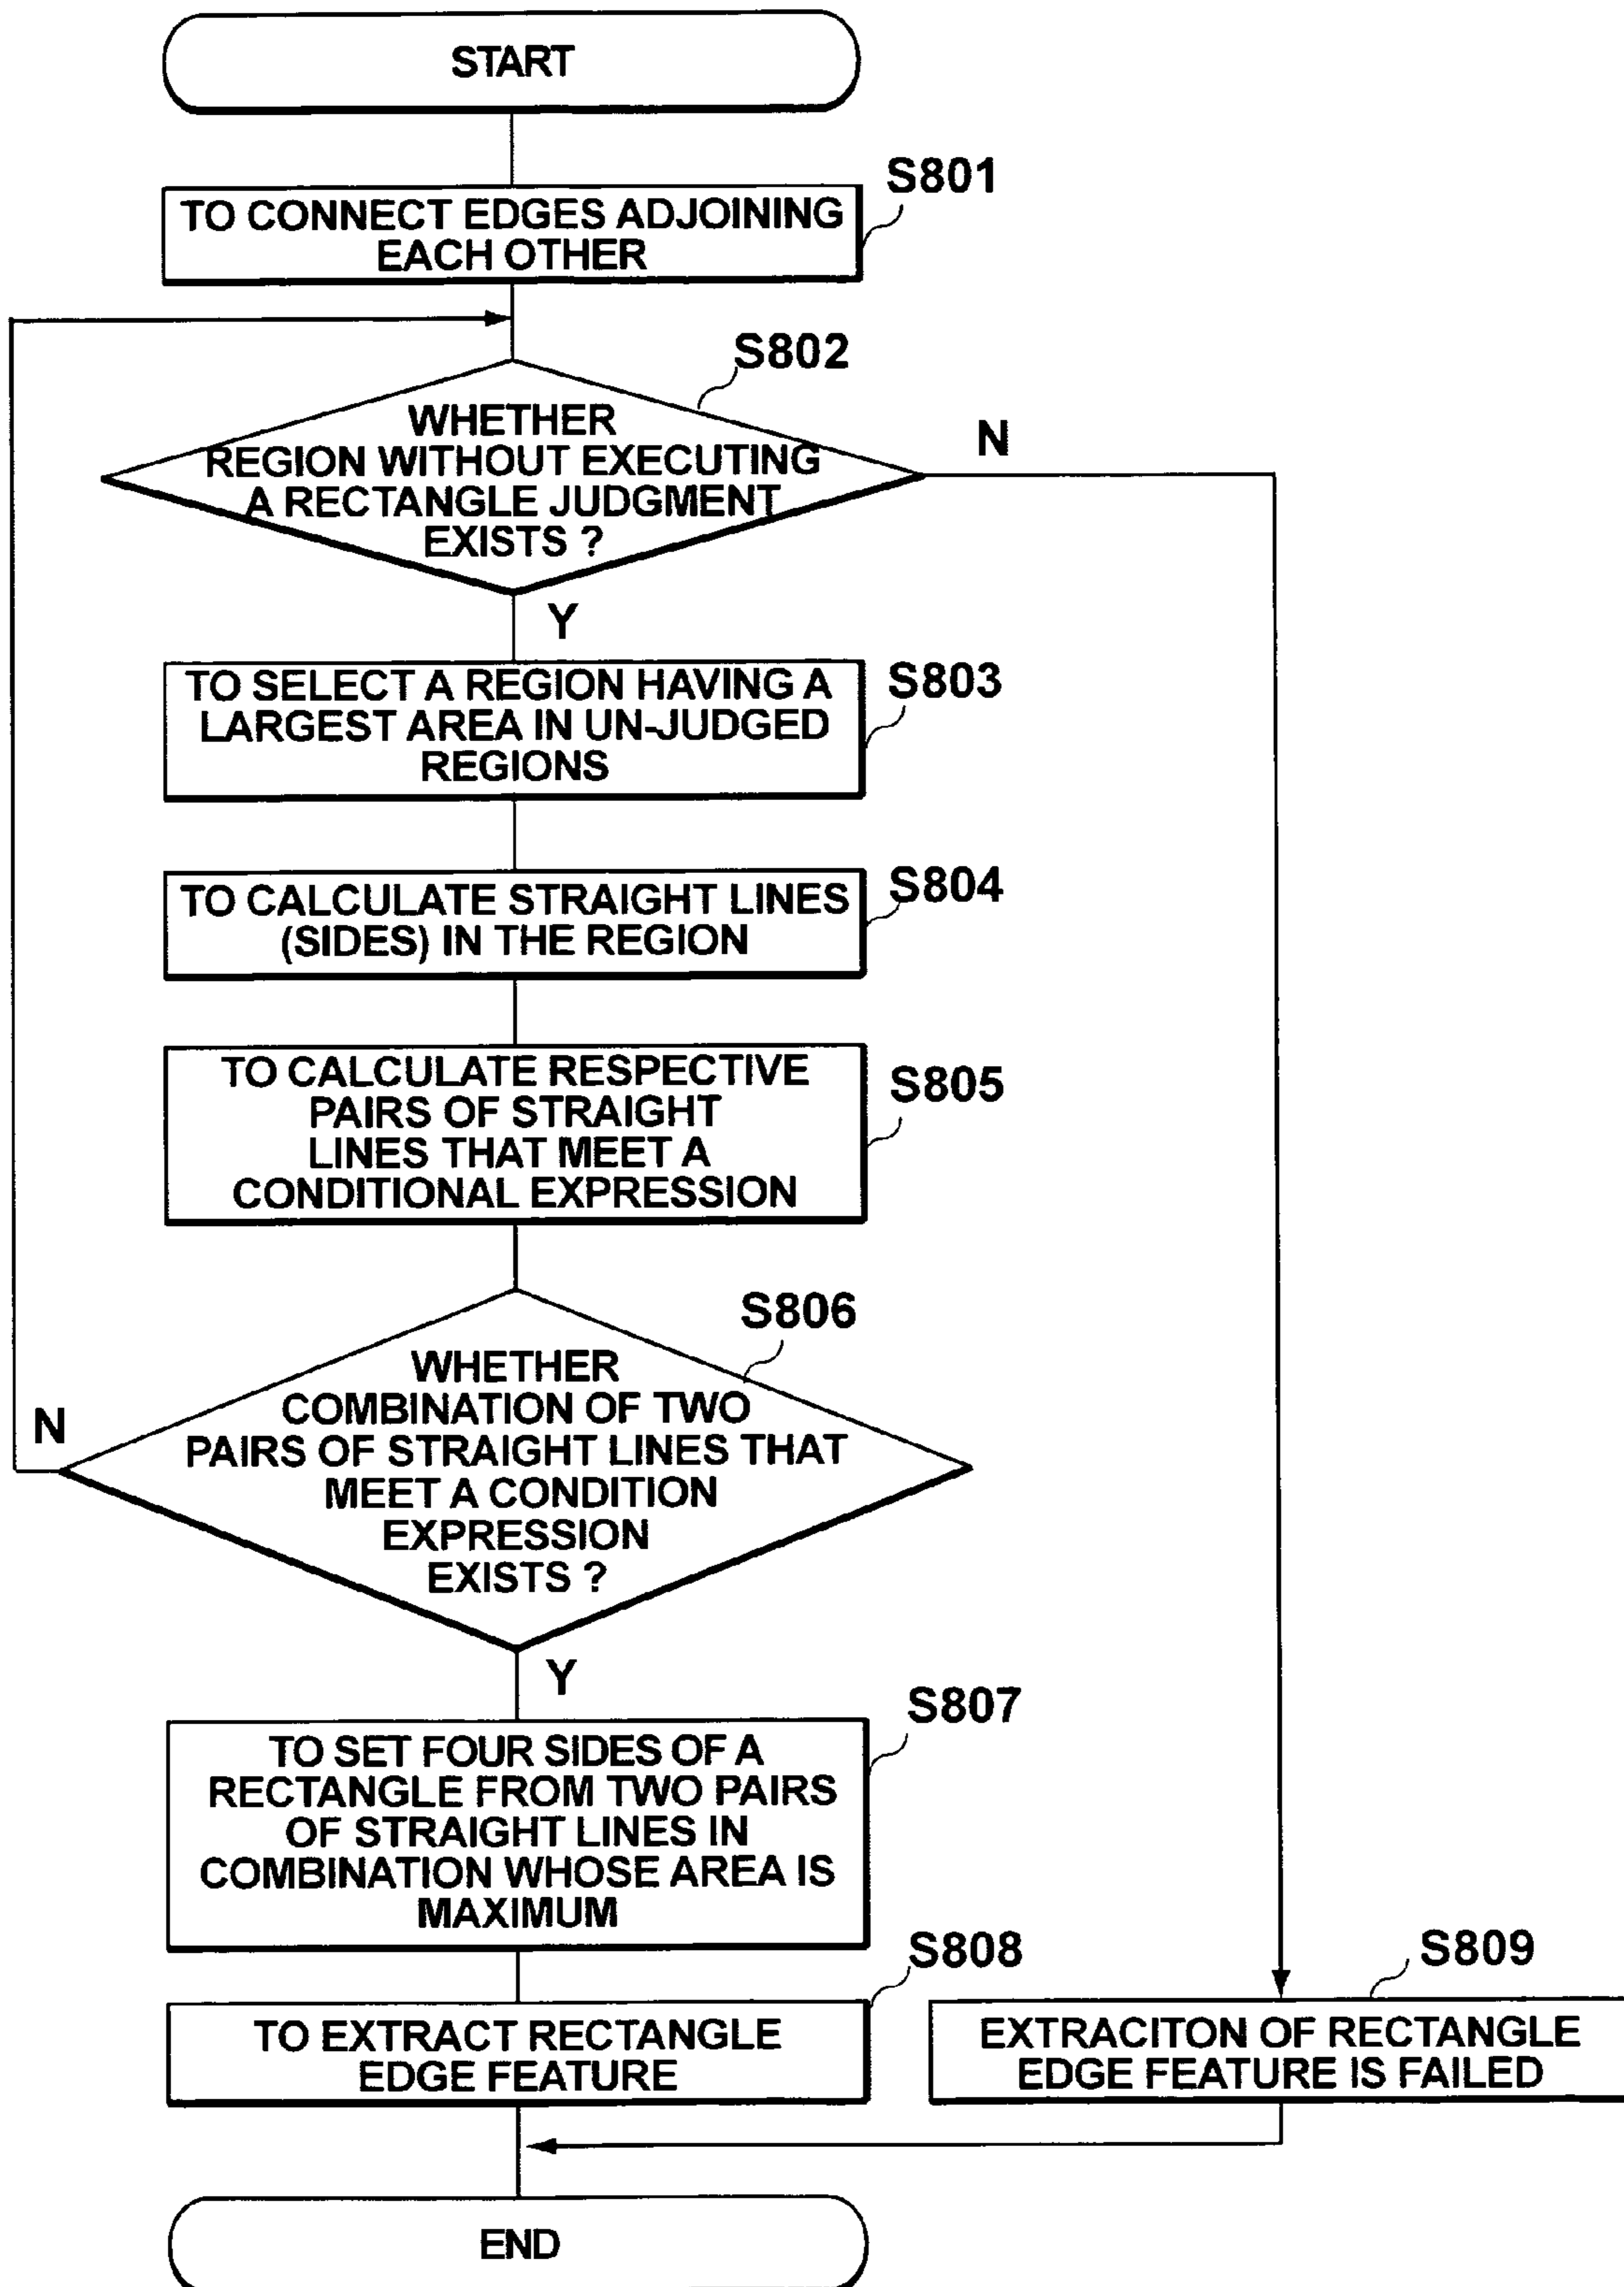 START
S801
TO CONNECT EDGES ADJOINING
EACH OTHER
S802
WHETHER
REGION WITHOUT EXECUTING
A RECTANGLE JUDGMENT
EXISTS ?
N
Y
TO SELECT A REGION HAVING A
LARGEST AREA IN UN-JUDGED
REGIONS
S803
TO CALCULATE STRAIGHT LINES
(SIDES) IN THE REGION
S804
TO CALCULATE RESPECTIVE
PAIRS OF STRAIGHT
LINES THAT MEET A
CONDITIONAL EXPRESSION
S805
S806
WHETHER
COMBINATION OF TWO
PAIRS OF STRAIGHT LINES THAT
MEET A CONDITION
EXPRESSION
EXISTS ?
N
Y
S807
TO SET FOUR SIDES OF A
RECTANGLE FROM TWO PAIRS
OF STRAIGHT LINES IN
COMBINATION WHOSE AREA IS
MAXIMUM
S808
TO EXTRACT RECTANGLE
EDGE FEATURE
S809
EXTRACITON OF RECTANGLE
EDGE FEATURE IS FAILED
END